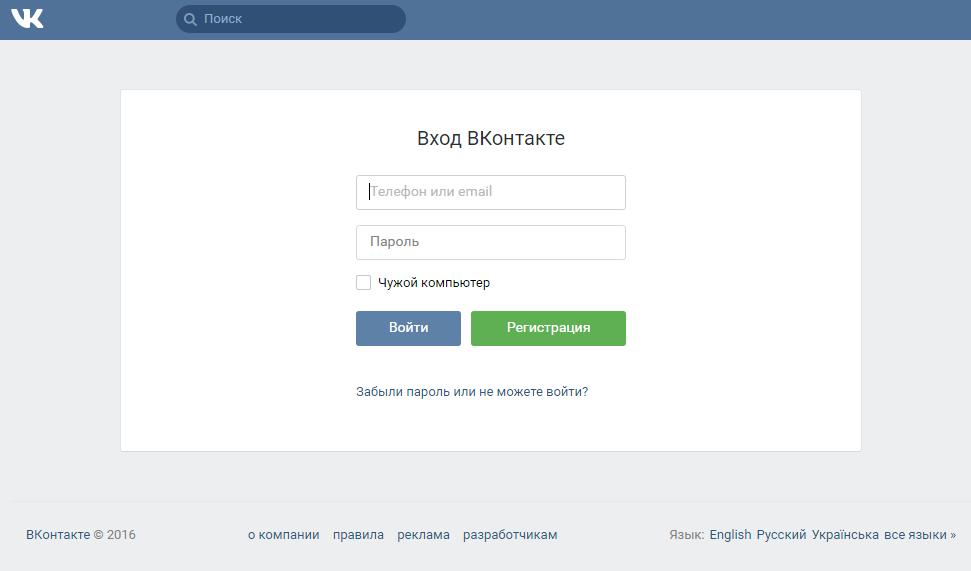 Поиск
Вход ВКонтакте
Телефон или email
Пароль
Чужой компьютер
Войти Регистрация
Забыли пароль или не можете войти?
ВКонтакте © 2016 о компании правила реклама разработчикам Язык: English Русский Українська все языки »